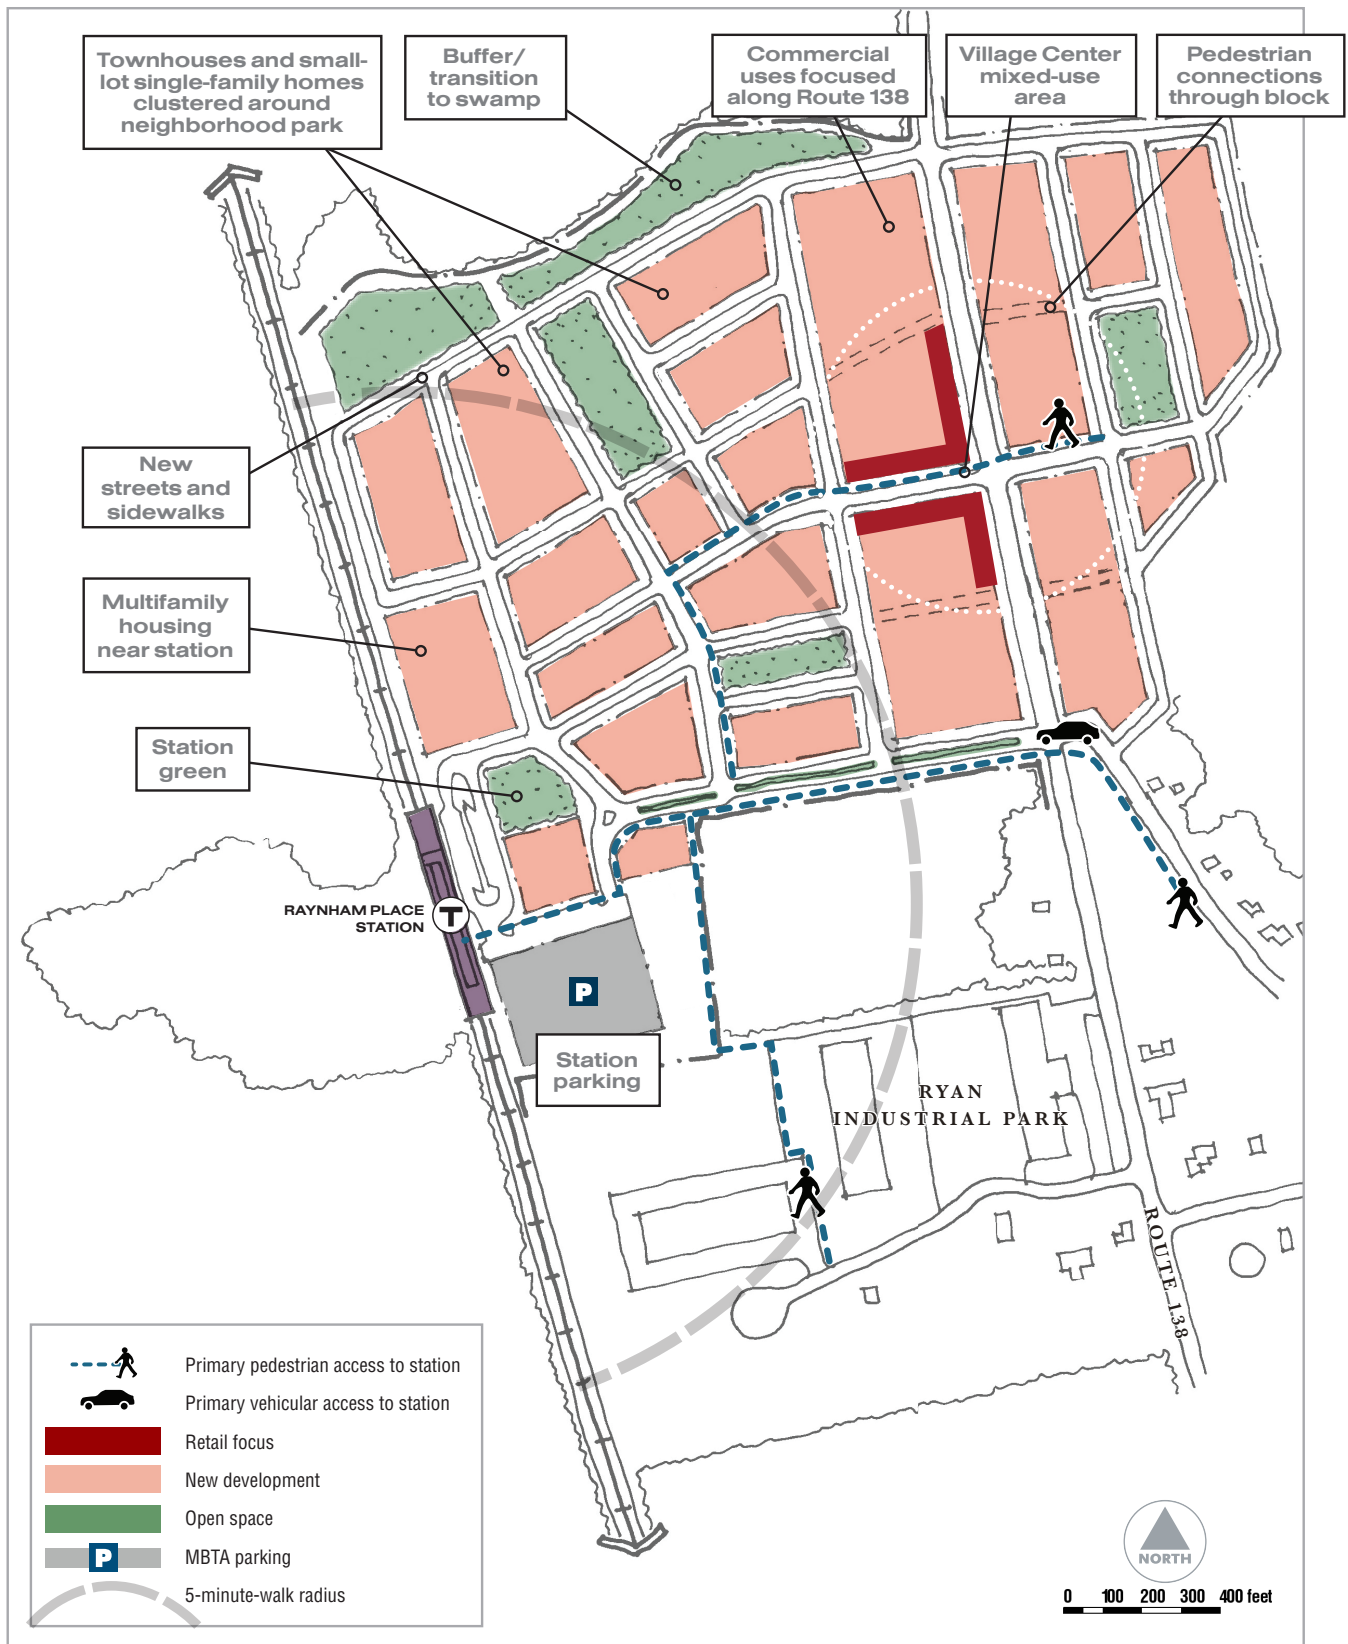 Townhouses and small-
lot single-family homes
clustered around
neighborhood park
Buffer/
transition
to swamp
Commercial
uses focused
along Route 138
Village Center
mixed-use
area
Pedestrian
connections
through block
New
streets and
sidewalks
Multifamily
housing
near station
Station
green
RAYNHAM PLACE
STATION
T
P
Station
parking
RYAN
INDUSTRIAL PARK
ROUTE 138
Primary pedestrian access to station
Primary vehicular access to station
Retail focus
New development
Open space
P
MBTA parking
5-minute-walk radius
NORTH
0 100 200 300 400 feet